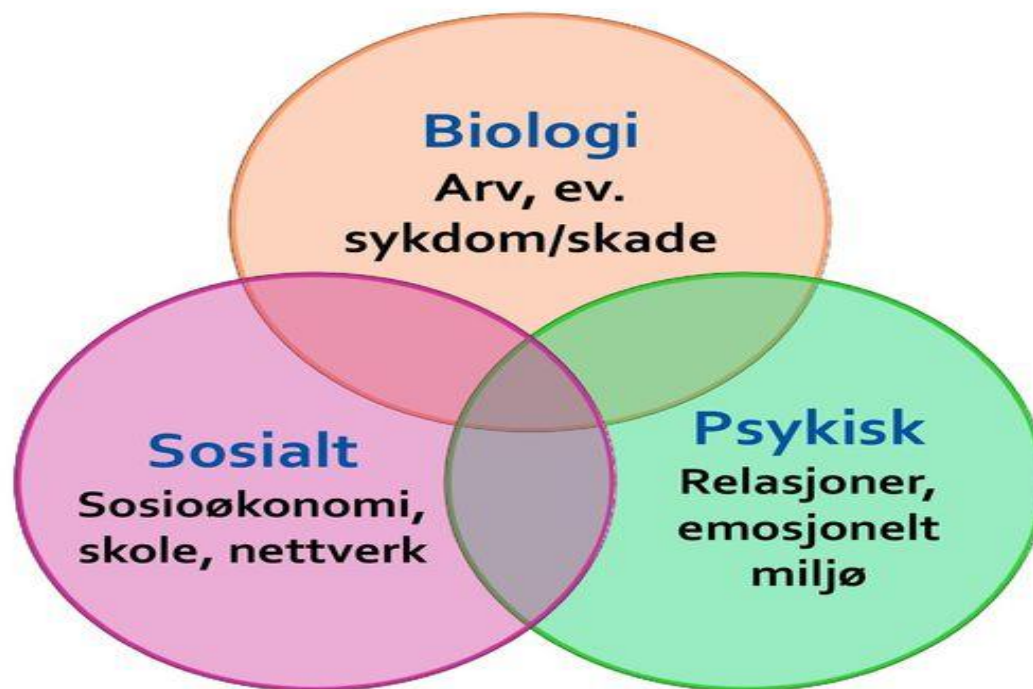 Biologi
Arv, ev.
sykdom/skade
Sosialt
Sosioøkonomi,
skole, nettverk
Psykisk
Relasjoner,
emosjonelt
miljø